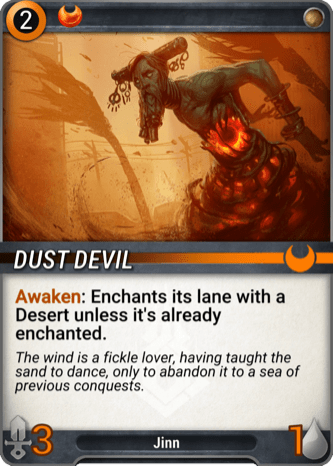 2
DUST DEVIL
Awaken: Enchants its lane with a
Desert unless it's already
enchanted.
The wind is a fickle lover, having taught the
sand to dance, only to abandon it to a sea of
previous conquests.
3 Jinn 1